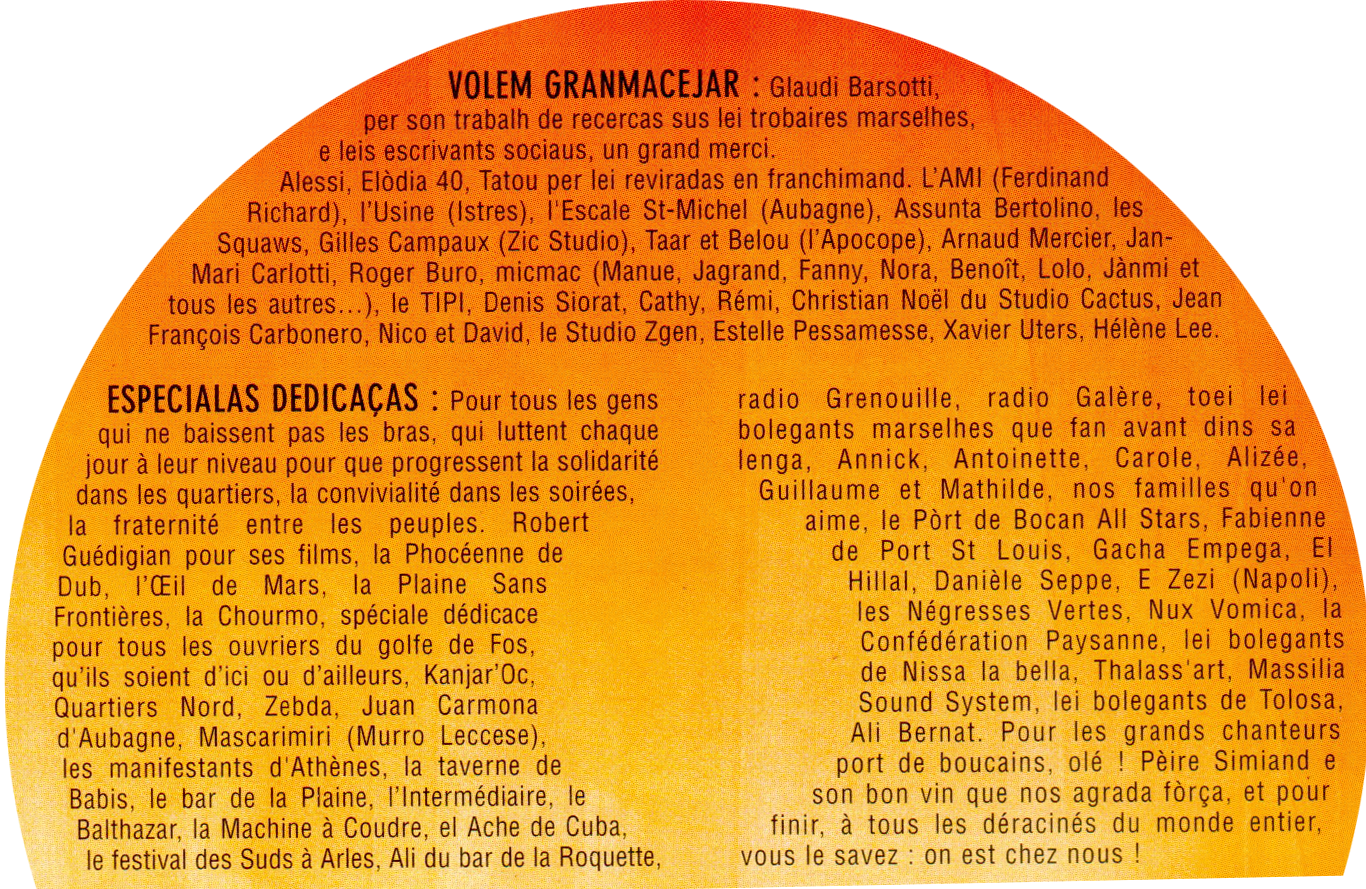 VOLEM GRANMACEJAR : Glaudi Barsotti,
per son trabalh de recercas sus lei trobaires marselhes,
e leis escrivants sociaus, un grand merci.
Alessi, Elòdia 40, Tatou per lei reviradas en franchimand. L'AMI (Ferdinand
Richard), l'Usine (Istres), l'Escale St-Michel (Aubagne), Assunta Bertolino, les
Squaws, Gilles Campaux (Zic Studio), Taar et Belou (l'Apocope), Arnaud Mercier, Jan-
Mari Carlotti, Roger Buro, micmac (Manue, Jagrand, Fanny, Nora, Benoît, Lolo, Jànmi et
tous les autres...), le TIPI, Denis Siorat, Cathy, Rémi, Christian Noël du Studio Cactus, Jean
François Carbonero, Nico et David, le Studio Zgen, Estelle Pessamesse, Xavier Uters, Hélène Lee.
ESPECIALAS DEDICAÇAS : Pour tous les gens
qui ne baissent pas les bras, qui luttent chaque
jour à leur niveau pour que progressent la solidarité
dans les quartiers, la convivialité dans les soirées,
la fraternité entre les peuples. Robert
Guédigian pour ses films, la Phocéenne de
Dub, l'Œil de Mars, la Plaine Sans
Frontières, la Chourmo, spéciale dédicace
pour tous les ouvriers du golfe de Fos,
qu'ils soient d'ici ou d'ailleurs, Kanjar'Oc,
Quartiers Nord, Zebda, Juan Carmona
d'Aubagne, Mascarimiri (Murro Leccese),
les manifestants d'Athènes, la taverne de
Babis, le bar de la Plaine, l'Intermédiaire, le
Balthazar, la Machine à Coudre, el Ache de Cuba,
le festival des Suds à Arles, Ali du bar de la Roquette,
radio Grenouille, radio Galère, toei lei
bolegants marselhes que fan avant dins sa
lenga, Annick, Antoinette, Carole, Alizée,
Guillaume et Mathilde, nos familles qu'on
aime, le Pòrt de Bocan All Stars, Fabienne
de Port St Louis, Gacha Empega, El
Hillal, Danièle Seppe, E Zezi (Napoli),
les Négresses Vertes, Nux Vomica, la
Confédération Paysanne, lei bolegants
de Nissa la bella, Thalass'art, Massilia
Sound System, lei bolegants de Tolosa,
Ali Bernat. Pour les grands chanteurs
port de boucains, olé ! Pèire Simiand e
son bon vin que nos agrada fòrça, et pour
finir, à tous les déracinés du monde entier,
vous le savez : on est chez nous !